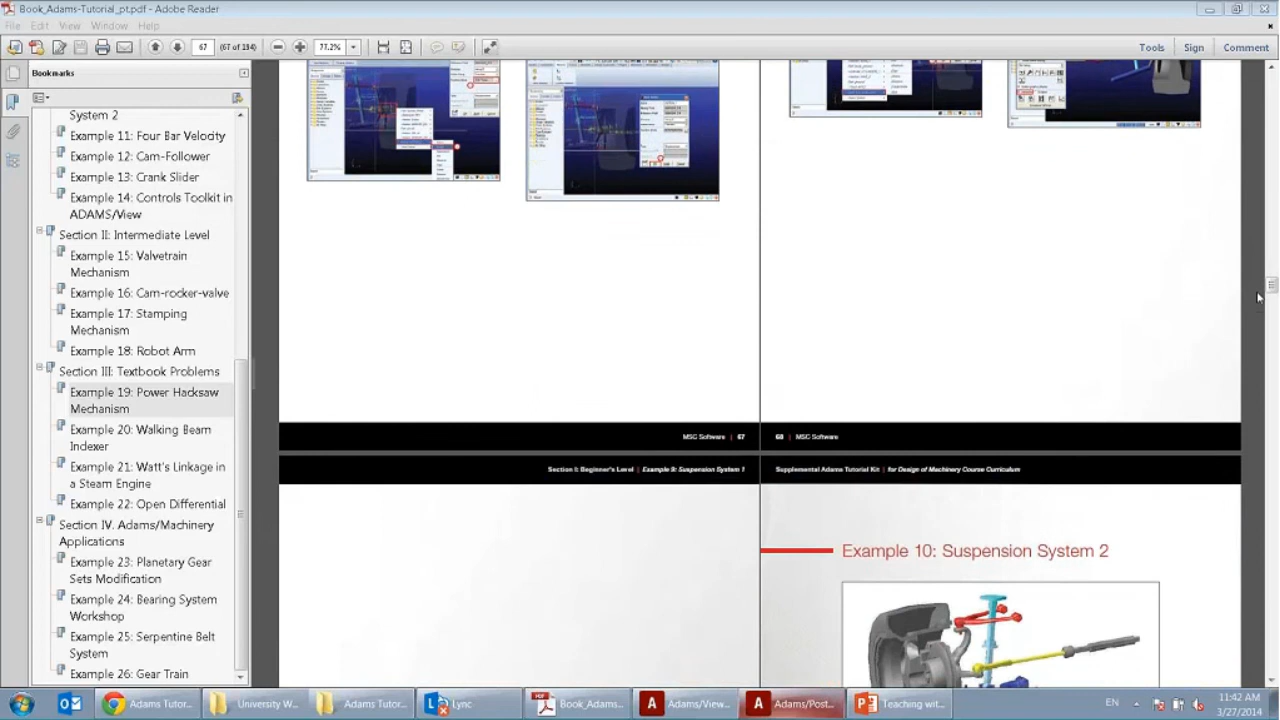 Book_Adams-Tutorial_pt.pdf - Adobe Reader
File Edit View Window Help
67 (67 of 134) 77.2% Tools Sign Comment
Bookmarks
System 2
Example 11: Four Bar Velocity
Example 12: Cam-Follower
Example 13: Crank Slider
Example 14: Controls Toolkit in
ADAMS/View
Section II: Intermediate Level
Example 15: Valvetrain
Mechanism
Example 16: Cam-rocker-valve
Example 17: Stamping
Mechanism
Example 18: Robot Arm
Section III: Textbook Problems
Example 19: Power Hacksaw
Mechanism
Example 20: Walking Beam
Indexer
Example 21: Watt's Linkage in
a Steam Engine
Example 22: Open Differential
Section IV. Adams/Machinery
Applications
Example 23: Planetary Gear
Sets Modification
Example 24: Bearing System
Workshop
Example 25: Serpentine Belt
System
Example 26: Gear Train
MSC Software | 67
68 | MSC Software
Section I: Beginner's Level | Example 9: Suspension System 1
Supplemental Adams Tutorial Kit | for Design of Machinery Course Curriculum
Example 10: Suspension System 2
Adams Tutor...
University W...
Adams Tutor...
Lync
Book_Adams...
Adams/View...
Adams/Post...
Teaching wit...
EN
11:42 AM
3/27/2014